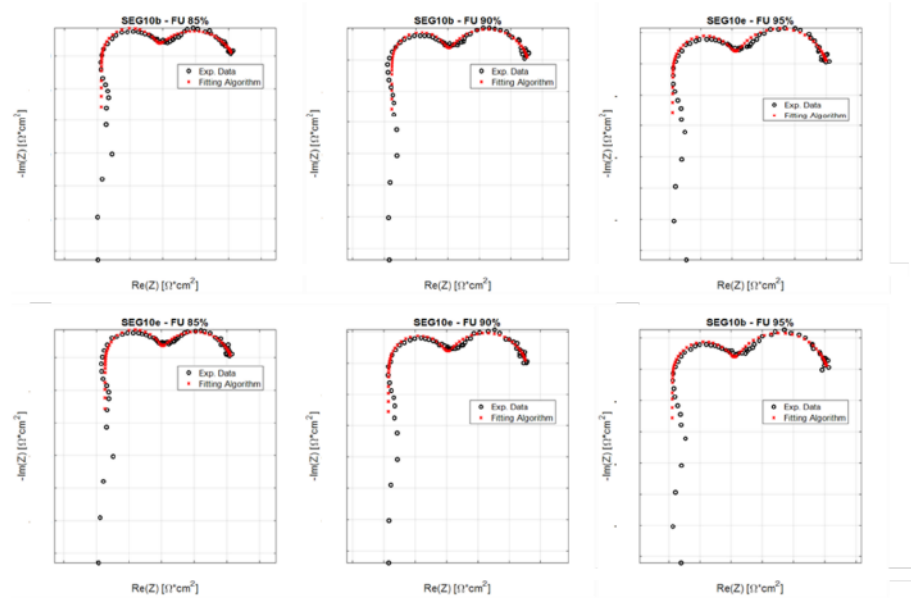 SEG10b - FU 85%
-Im(Z) [Ω*cm²]
Exp. Data
Fitting Algorithm
Re(Z) [Ω*cm²]
SEG10b - FU 90%
-Im(Z) [Ω*cm²]
Exp. Data
Fitting Algorithm
Re(Z) [Ω*cm²]
SEG10e - FU 95%
-Im(Z) [Ω*cm²]
Exp. Data
Fitting Algorithm
Re(Z) [Ω*cm²]
SEG10e - FU 85%
-Im(Z) [Ω*cm²]
Exp. Data
Fitting Algorithm
Re(Z) [Ω*cm²]
SEG10e - FU 90%
-Im(Z) [Ω*cm²]
Exp. Data
Fitting Algorithm
Re(Z) [Ω*cm²]
SEG10b - FU 95%
-Im(Z) [Ω*cm²]
Exp. Data
Fitting Algorithm
Re(Z) [Ω*cm²]